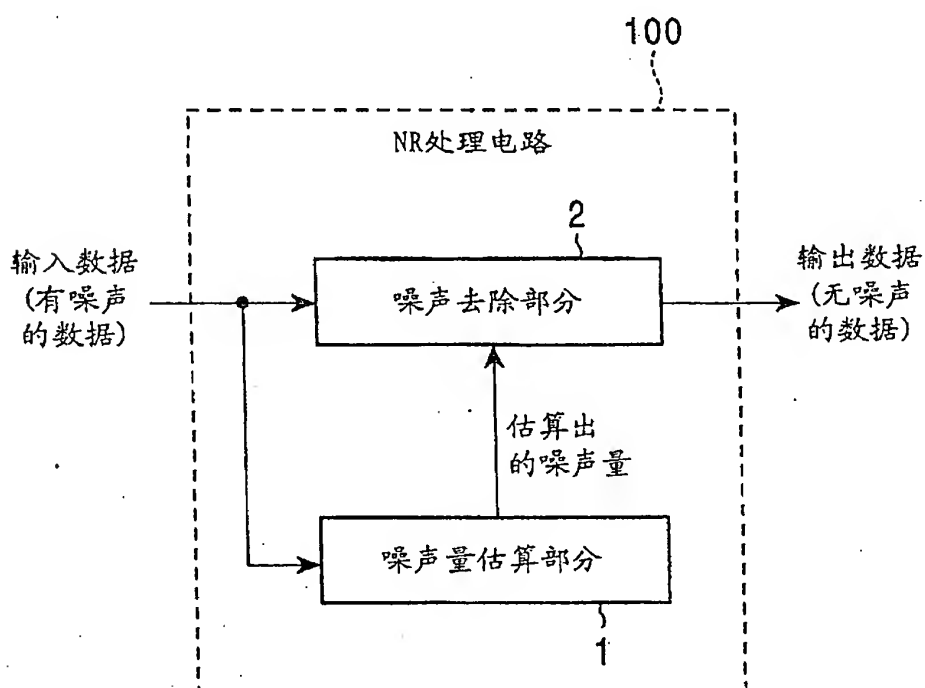 100
NR处理电路
2
输入数据
(有噪声
的数据)
噪声去除部分
输出数据
(无噪声
的数据)
估算出
的噪声量
噪声量估算部分
1